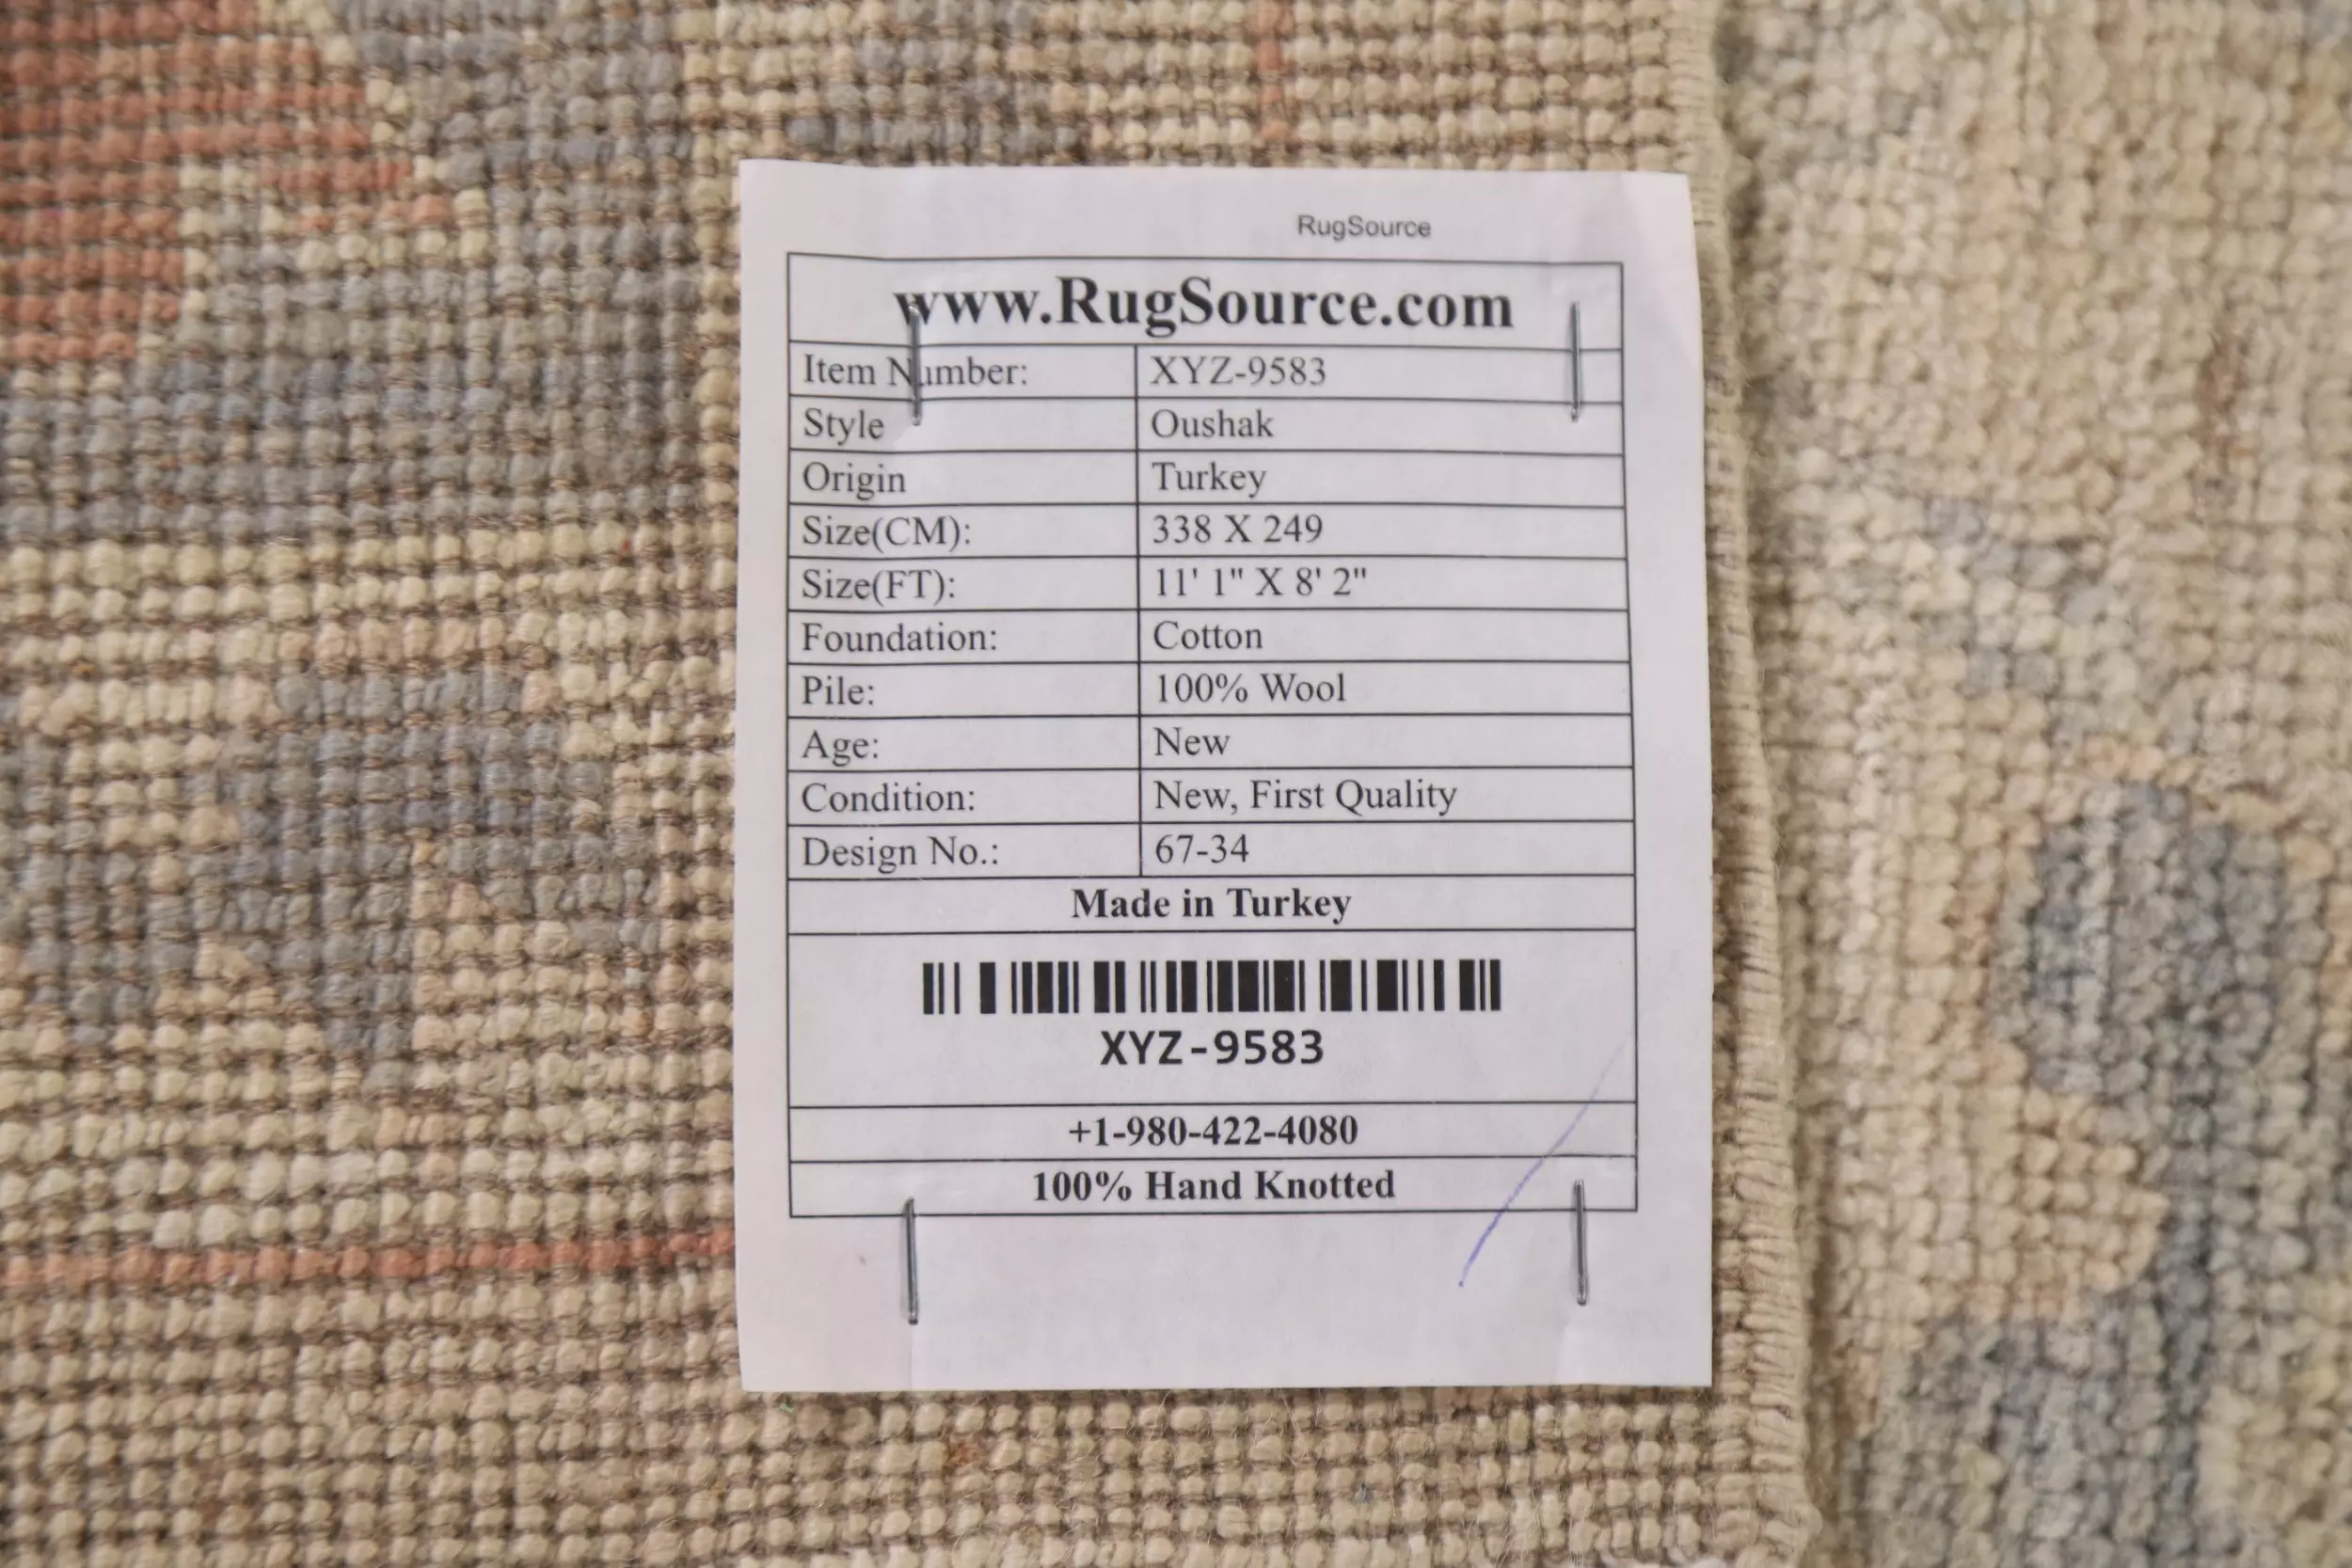 RugSource
www.RugSource.com
Item Number: XYZ-9583
Style Oushak
Origin Turkey
Size(CM): 338 X 249
Size(FT): 11' 1" X 8' 2"
Foundation: Cotton
Pile: 100% Wool
Age: New
Condition: New, First Quality
Design No.: 67-34
Made in Turkey
XYZ-9583
+1-980-422-4080
100% Hand Knotted